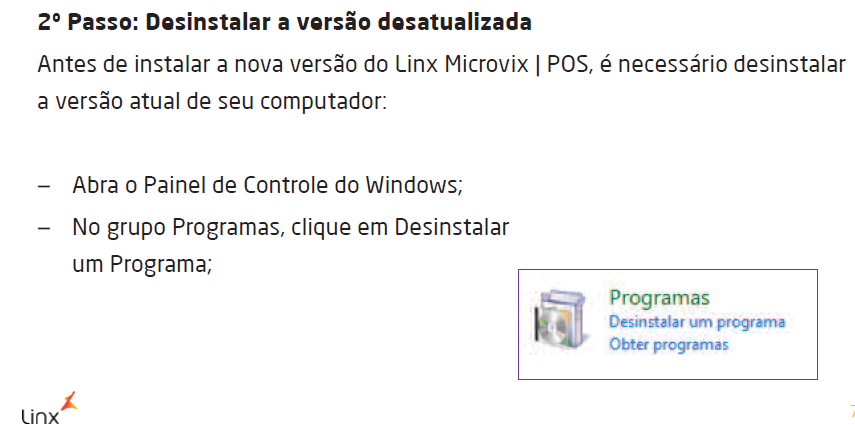 2º Passo: Desinstalar a versão desatualizada
Antes de instalar a nova versão do Linx Microvix | POS, é necessário desinstalar
a versão atual de seu computador:
– Abra o Painel de Controle do Windows;
– No grupo Programas, clique em Desinstalar
um Programa;
Programas
Desinstalar um programa
Obter programas
Linx